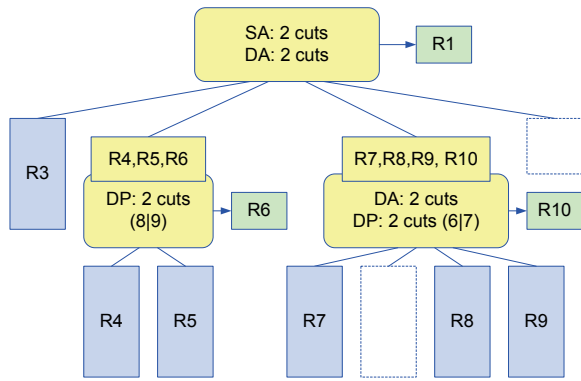 SA: 2 cuts
DA: 2 cuts
R1
R3
R4,R5,R6
R7,R8,R9, R10
DP: 2 cuts
(8|9)
R6
DA: 2 cuts
DP: 2 cuts (6|7)
R10
R4
R5
R7
R8
R9